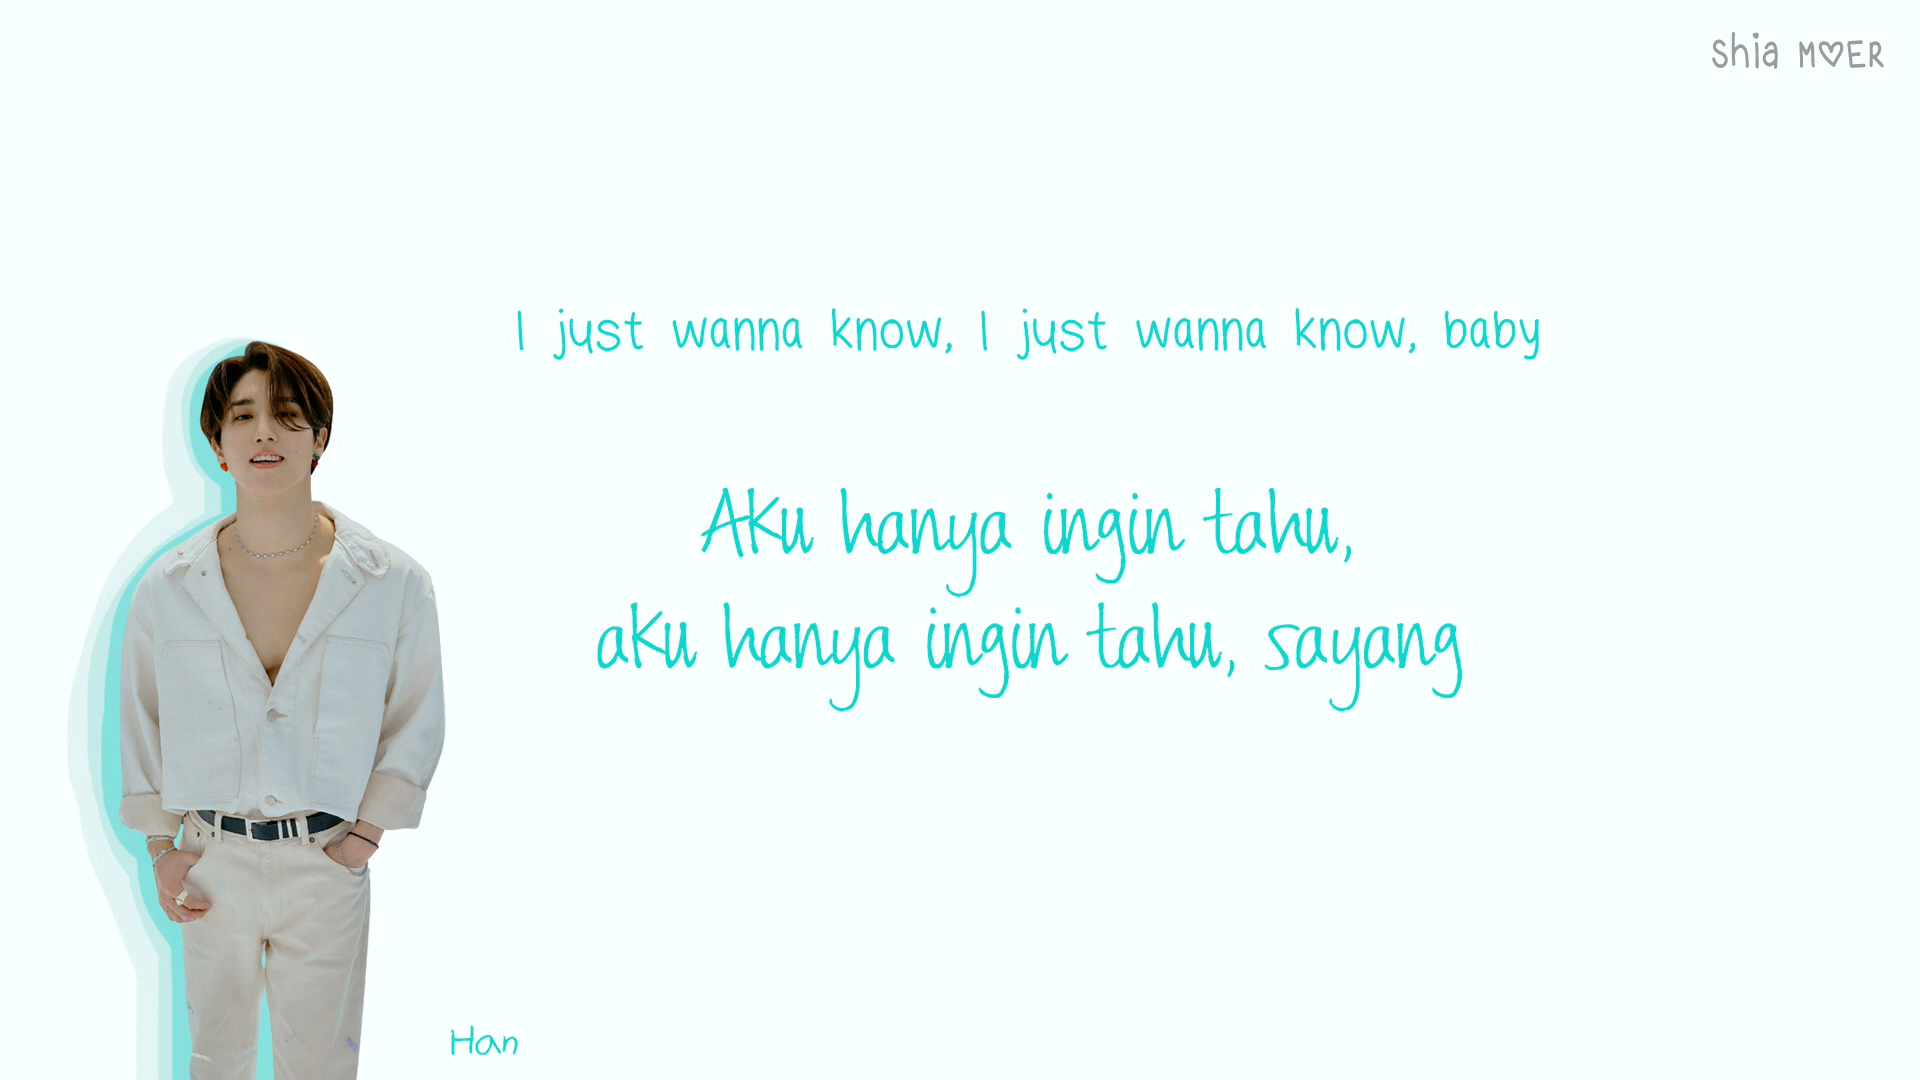 Shia M♡ER
I just wanna know, I just wanna know, baby
Aku hanya ingin tahu,
aku hanya ingin tahu, sayang
Han